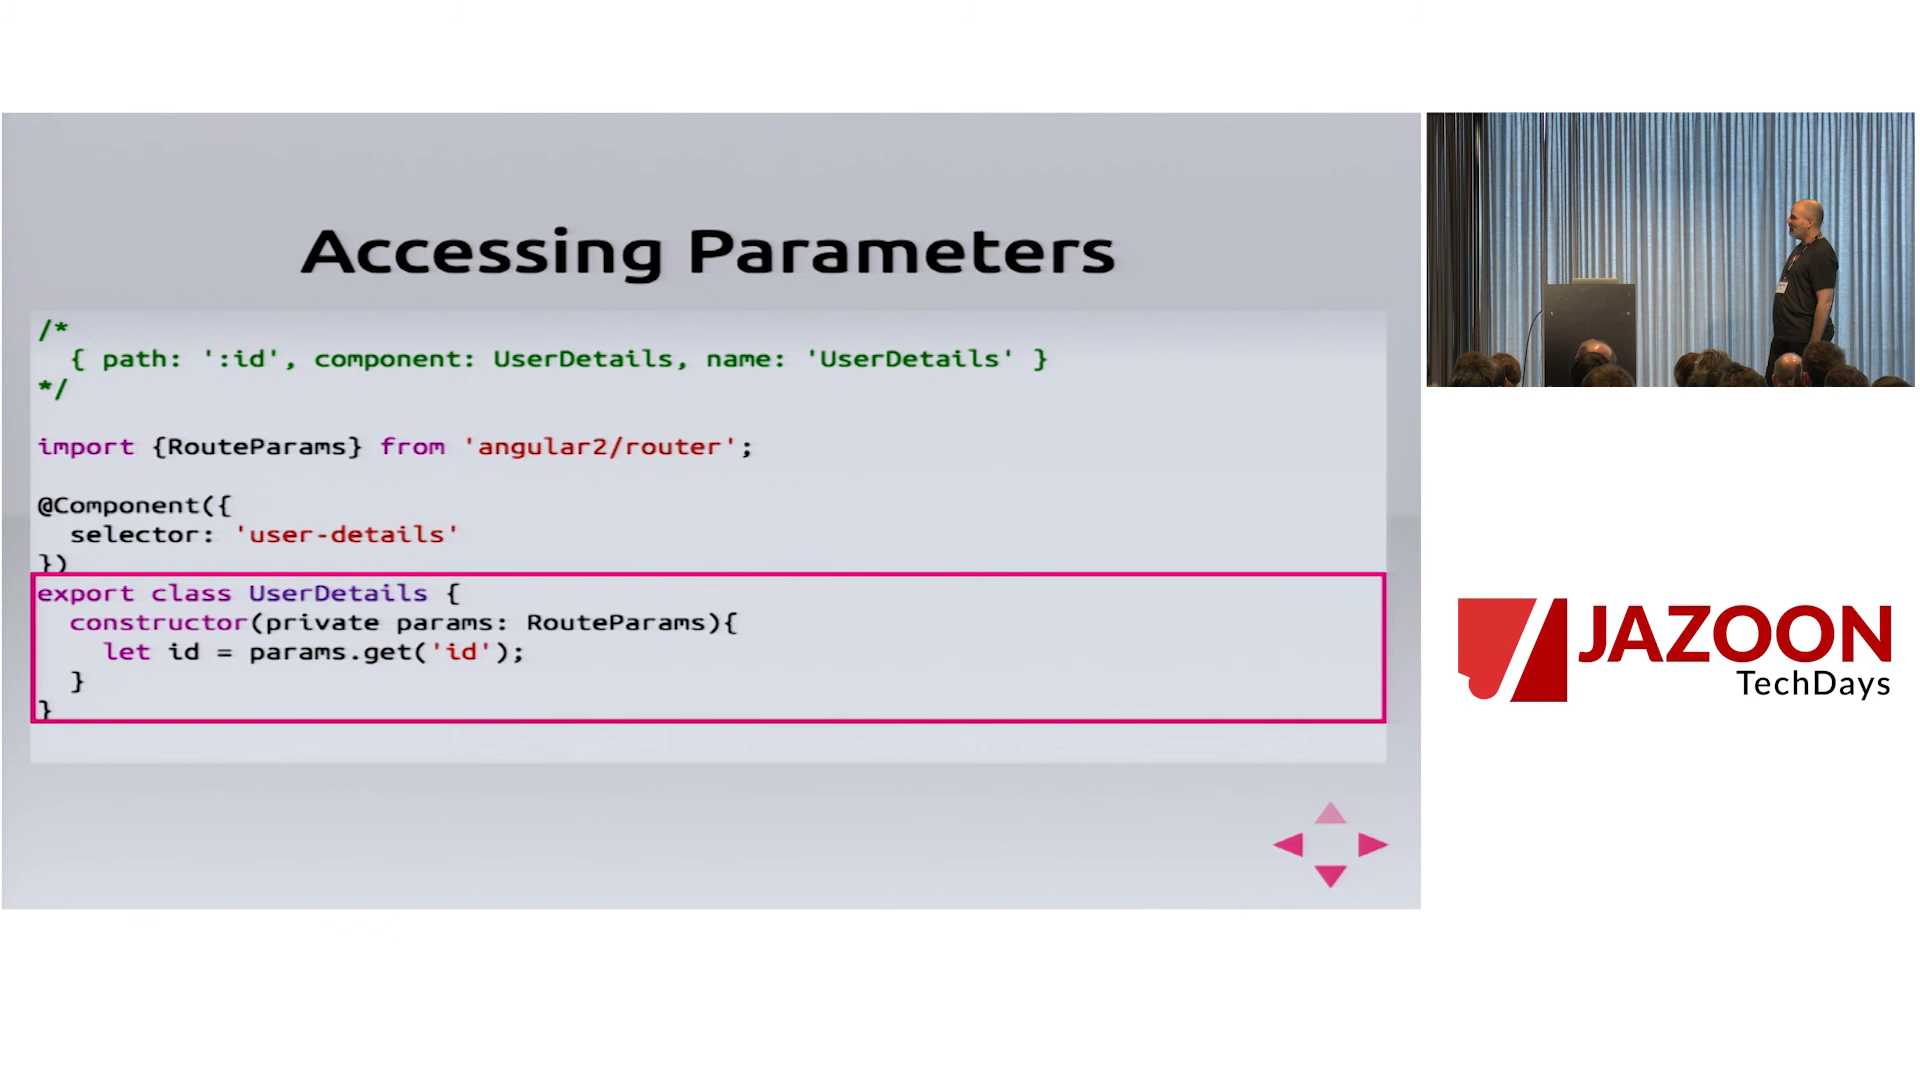 Accessing Parameters
/*
{ path: ':id', component: UserDetails, name: 'UserDetails' }
*/
import {RouteParams} from 'angular2/router';
@Component({
selector: 'user-details'
})
export class UserDetails {
constructor(private params: RouteParams){
let id = params.get('id');
}
}
JAZOON
TechDays